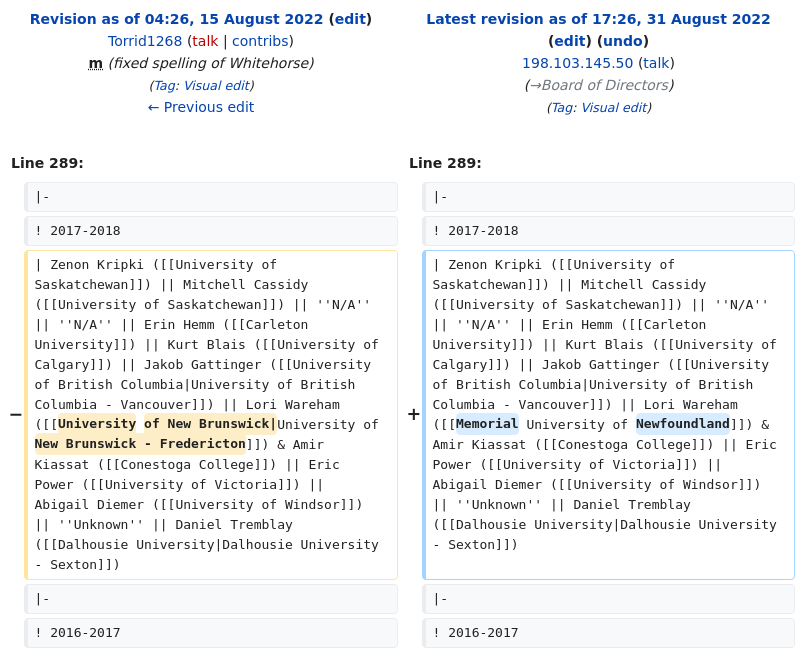 Revision as of 04:26, 15 August 2022 (edit)
Torrid1268 (talk | contribs)
m (fixed spelling of Whitehorse)
(Tag: Visual edit)
← Previous edit
Latest revision as of 17:26, 31 August 2022
(edit) (undo)
198.103.145.50 (talk)
(→Board of Directors)
(Tag: Visual edit)
Line 289:
Line 289:
|-
|-
! 2017-2018
! 2017-2018
−
| Zenon Kripki ([[University of
Saskatchewan]]) || Mitchell Cassidy
([[University of Saskatchewan]]) || ''N/A''
|| ''N/A'' || Erin Hemm ([[Carleton
University]]) || Kurt Blais ([[University of
Calgary]]) || Jakob Gattinger ([[University
of British Columbia|University of British
Columbia - Vancouver]]) || Lori Wareham
([[University of New Brunswick|University of
New Brunswick - Fredericton]]) & Amir
Kiassat ([[Conestoga College]]) || Eric
Power ([[University of Victoria]]) ||
Abigail Diemer ([[University of Windsor]])
|| ''Unknown'' || Daniel Tremblay
([[Dalhousie University|Dalhousie University
- Sexton]])
+
| Zenon Kripki ([[University of
Saskatchewan]]) || Mitchell Cassidy
([[University of Saskatchewan]]) || ''N/A''
|| ''N/A'' || Erin Hemm ([[Carleton
University]]) || Kurt Blais ([[University of
Calgary]]) || Jakob Gattinger ([[University
of British Columbia|University of British
Columbia - Vancouver]]) || Lori Wareham
([[Memorial University of Newfoundland]]) &
Amir Kiassat ([[Conestoga College]]) || Eric
Power ([[University of Victoria]]) ||
Abigail Diemer ([[University of Windsor]])
|| ''Unknown'' || Daniel Tremblay
([[Dalhousie University|Dalhousie University
- Sexton]])
|-
|-
! 2016-2017
! 2016-2017